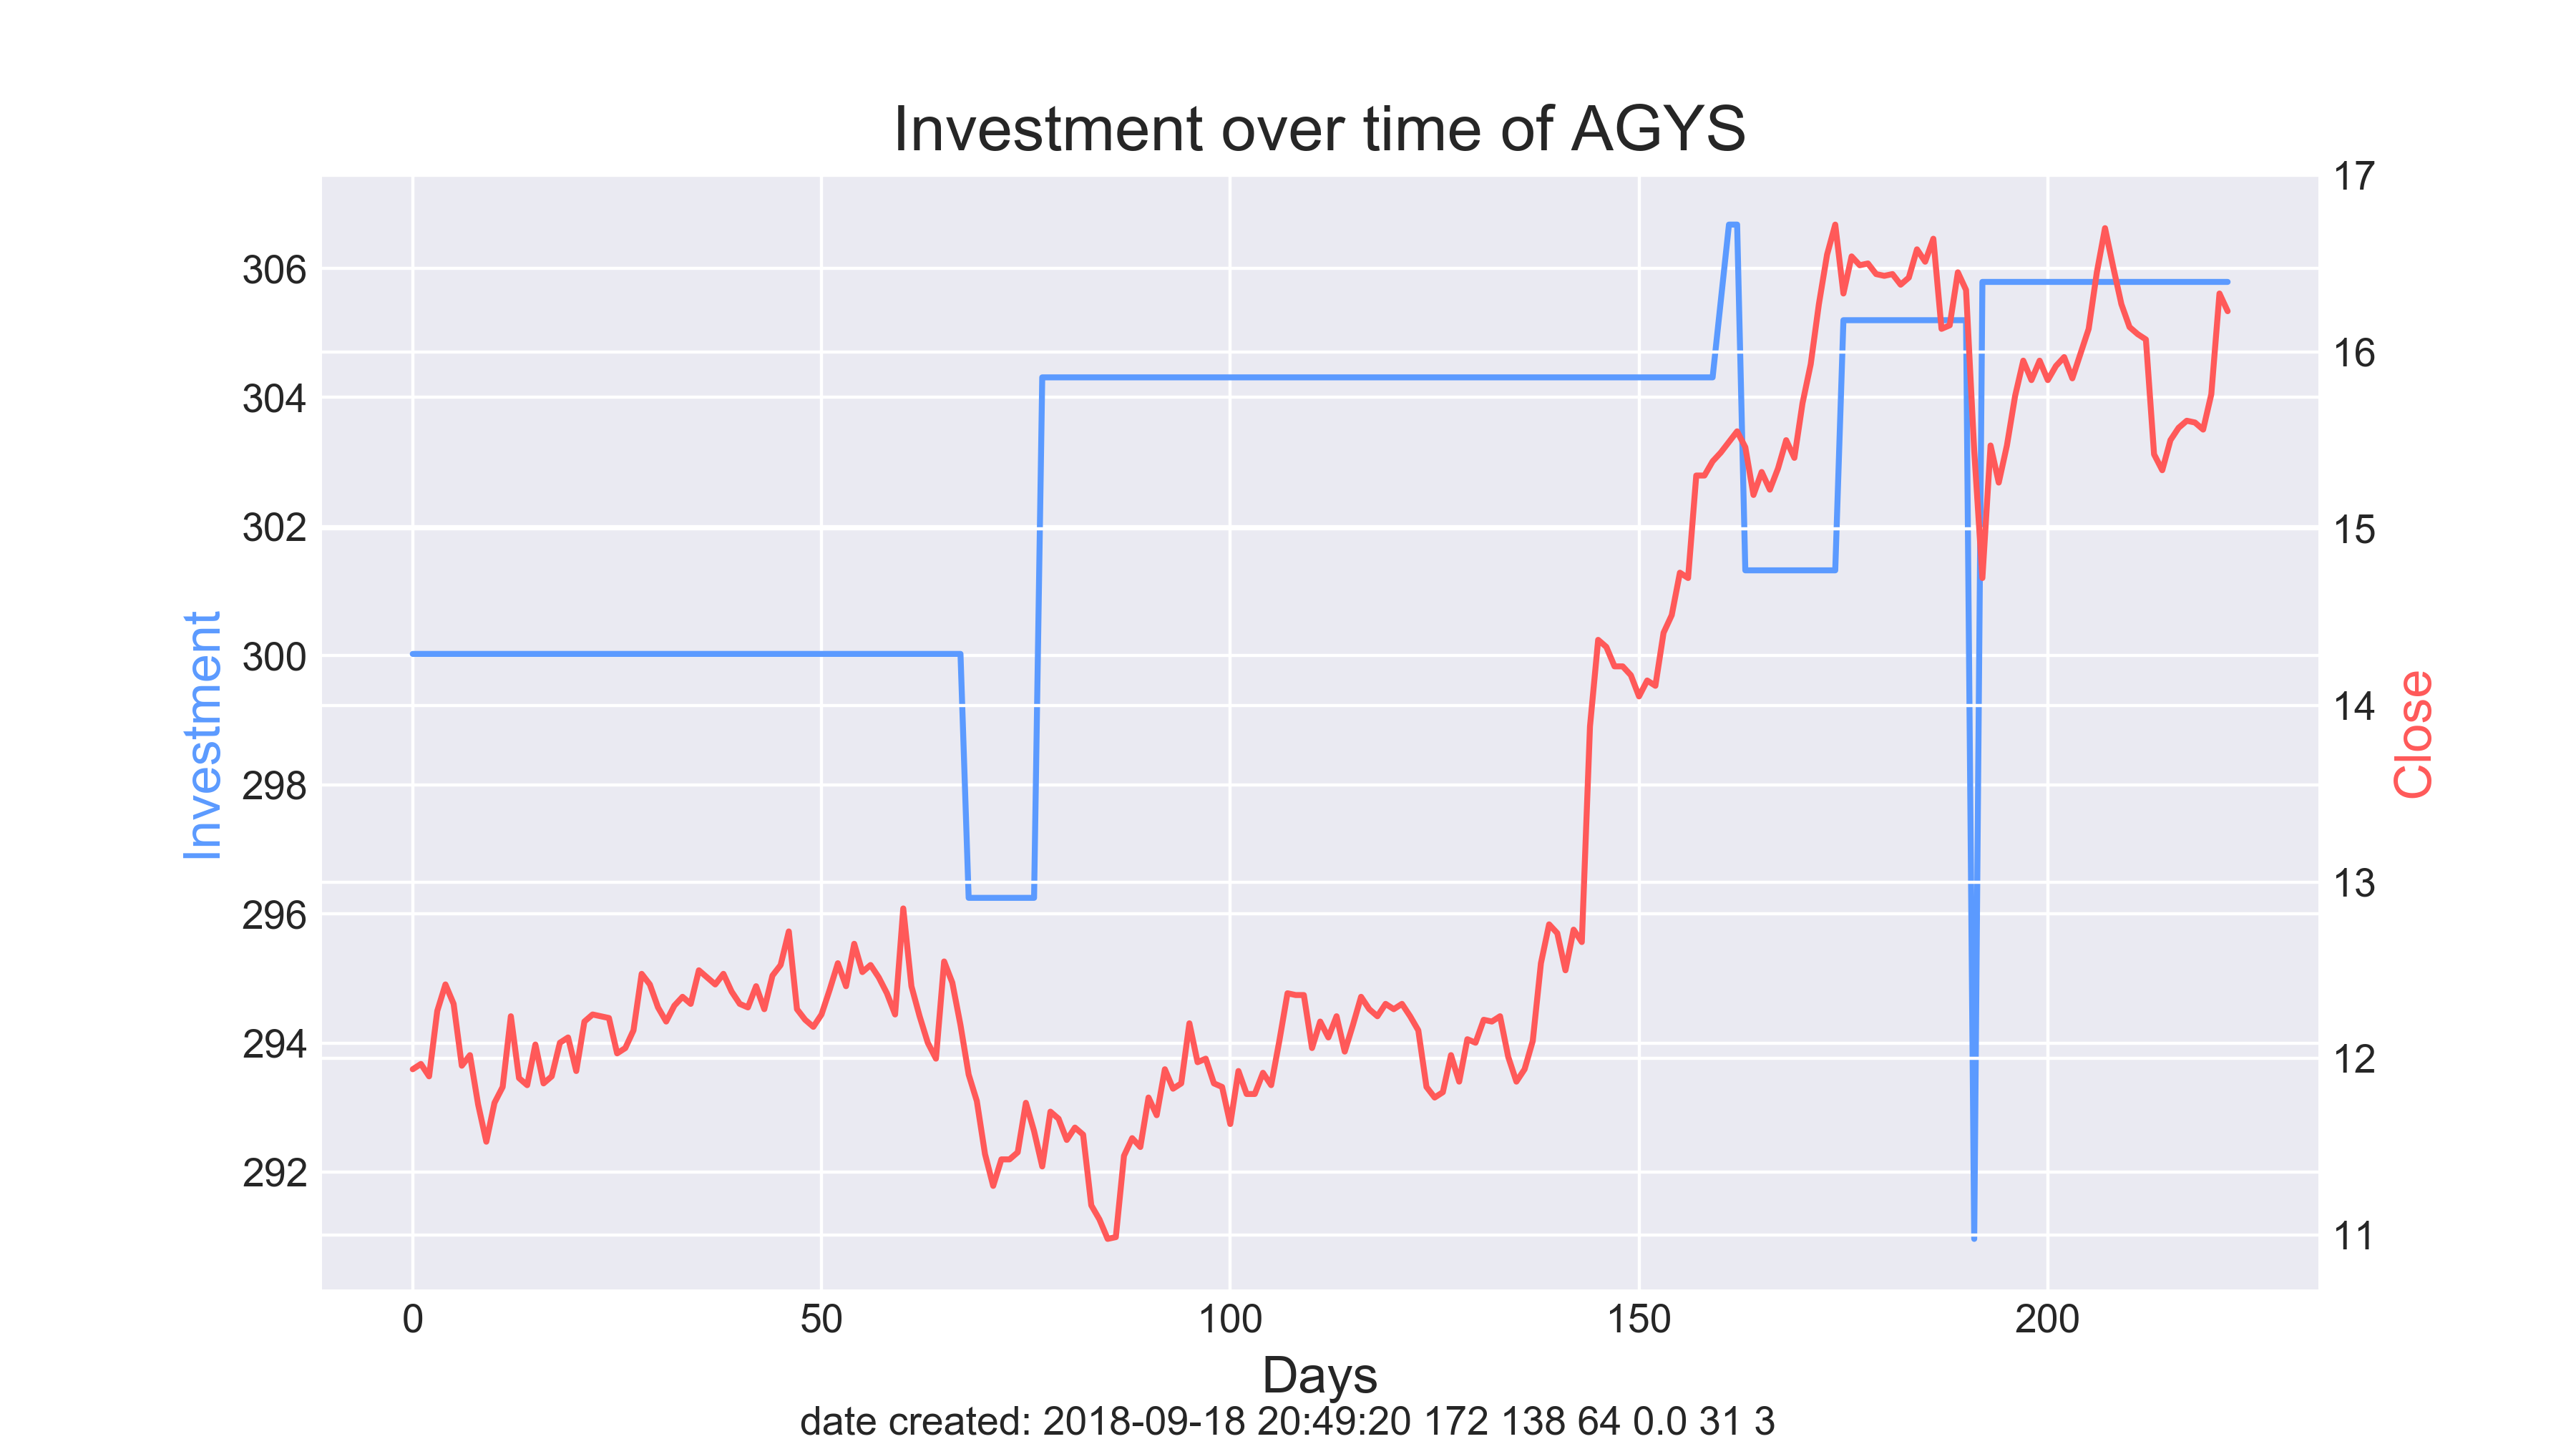 Investment over time of AGYS
17
306
16
304
302
15
300
14
298
13
296
294
12
292
11
Investment
Close
0 50 100 150 200
Days
date created: 2018-09-18 20:49:20 172 138 64 0.0 31 3